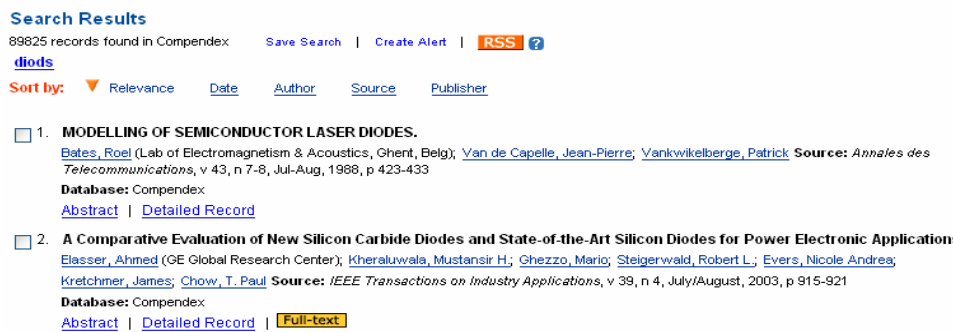 Search Results
89825 records found in Compendex Save Search | Create Alert | RSS ?
diods
Sort by: Relevance Date Author Source Publisher
1. MODELLING OF SEMICONDUCTOR LASER DIODES.
Bates, Roel (Lab of Electromagnetism & Acoustics, Ghent, Belg); Van de Capelle, Jean-Pierre; Vankwikelberge, Patrick Source: Annales des
Telecommunications, v 43, n 7-8, Jul-Aug, 1988, p 423-433
Database: Compendex
Abstract | Detailed Record
2. A Comparative Evaluation of New Silicon Carbide Diodes and State-of-the-Art Silicon Diodes for Power Electronic Applications
Elasser, Ahmed (GE Global Research Center); Kheraluwala, Mustansir H.; Ghezzo, Mario; Steigerwald, Robert L.; Evers, Nicole Andrea;
Kretchmer, James; Chow, T. Paul Source: IEEE Transactions on Industry Applications, v 39, n 4, July/August, 2003, p 915-921
Database: Compendex
Abstract | Detailed Record | Full-text